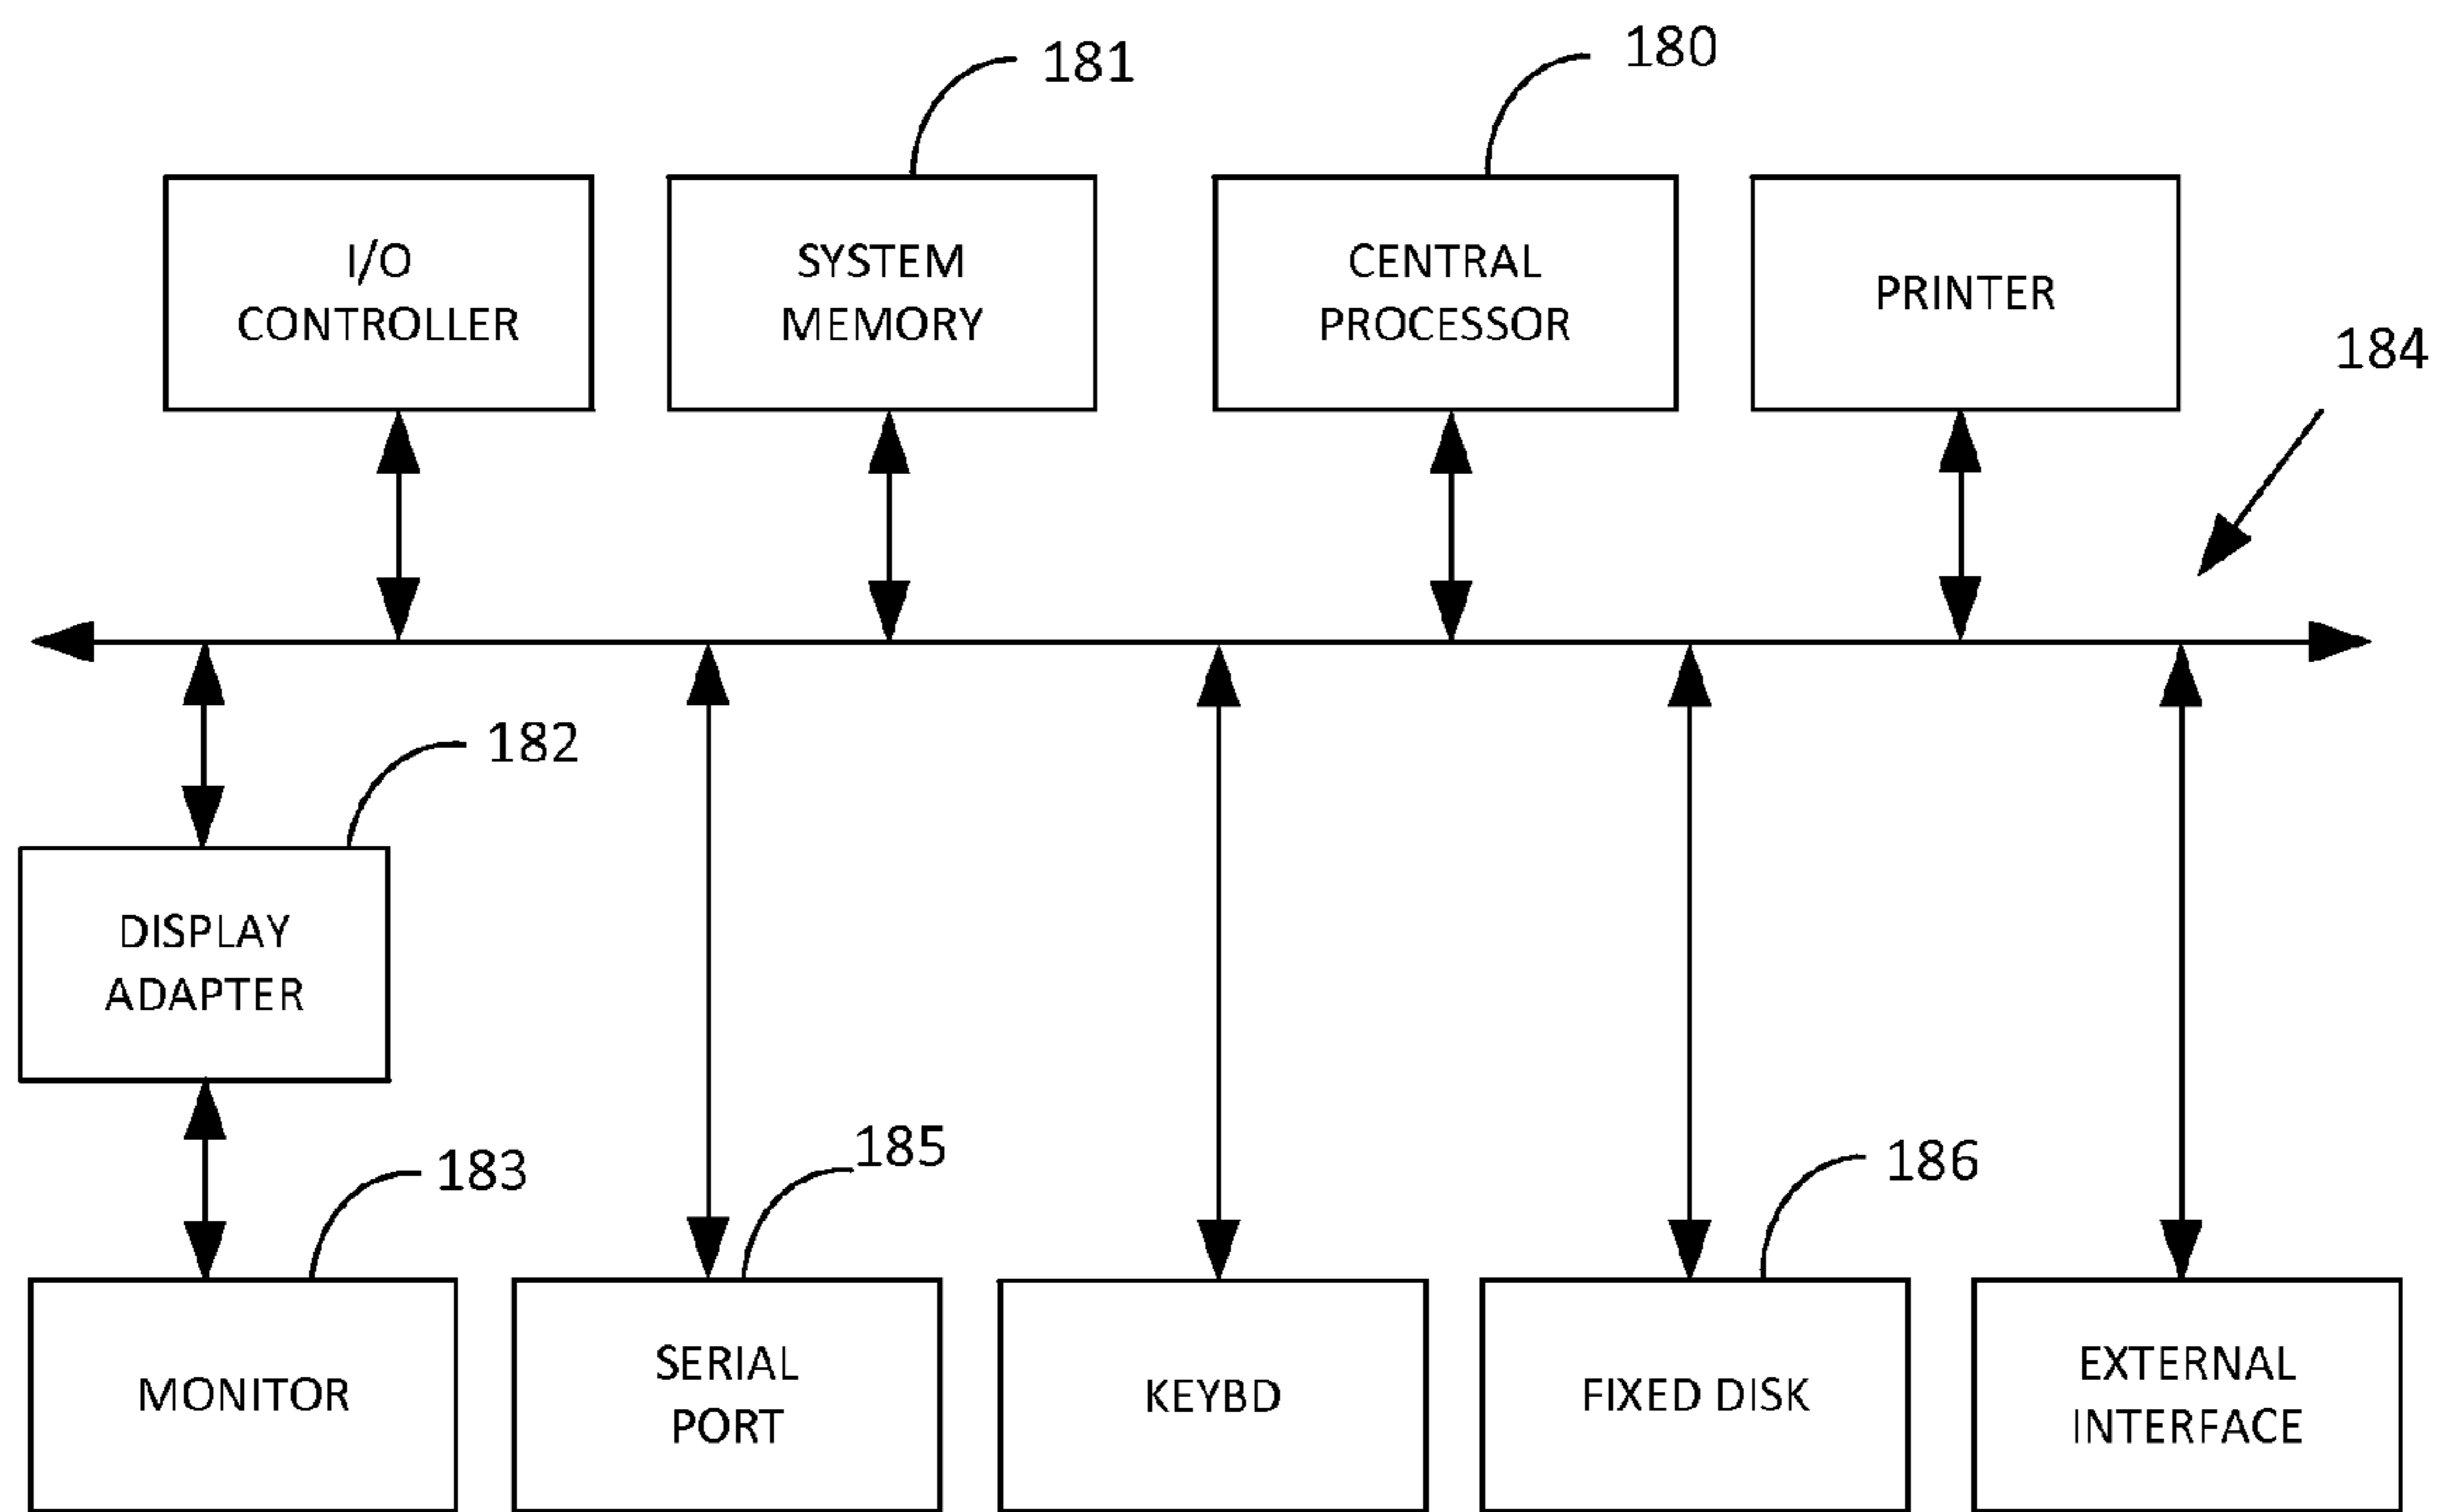 181
180
I/O
CONTROLLER
SYSTEM
MEMORY
CENTRAL
PROCESSOR
PRINTER
184
182
DISPLAY
ADAPTER
183
185
186
MONITOR
SERIAL
PORT
KEYBD
FIXED DISK
EXTERNAL
INTERFACE